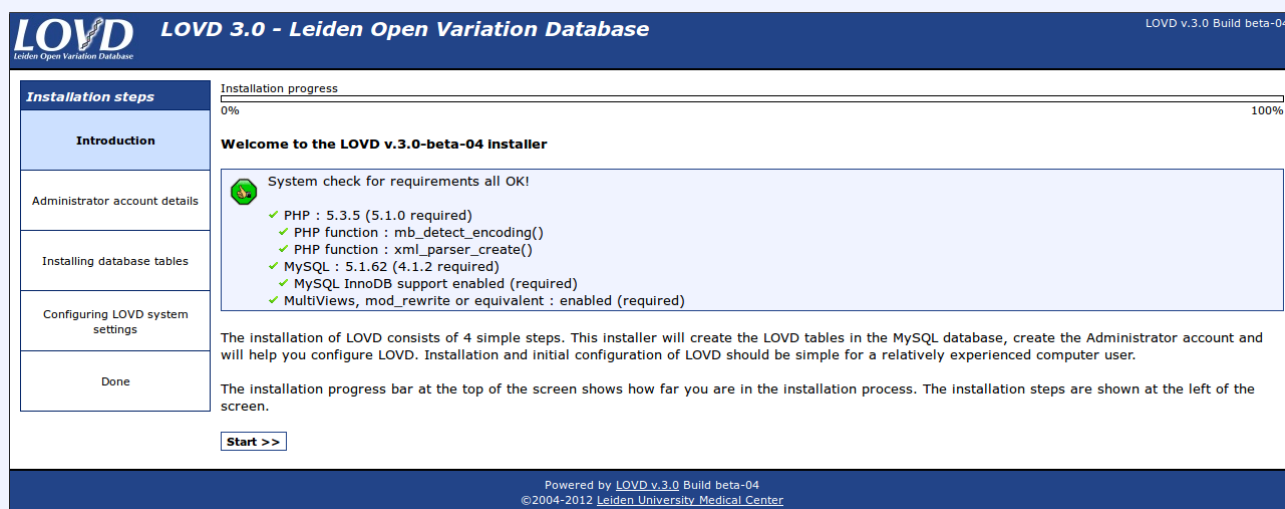 LOVD
Leiden Open Variation Database
LOVD 3.0 - Leiden Open Variation Database
LOVD v.3.0 Build beta-04
Installation steps
Introduction
Administrator account details
Installing database tables
Configuring LOVD system
settings
Done
Installation progress
0%
100%
Welcome to the LOVD v.3.0-beta-04 installer
System check for requirements all OK!
PHP : 5.3.5 (5.1.0 required)
PHP function : mb_detect_encoding()
PHP function : xml_parser_create()
MySQL : 5.1.62 (4.1.2 required)
MySQL InnoDB support enabled (required)
MultiViews, mod_rewrite or equivalent : enabled (required)
The installation of LOVD consists of 4 simple steps. This installer will create the LOVD tables in the MySQL database, create the Administrator account and
will help you configure LOVD. Installation and initial configuration of LOVD should be simple for a relatively experienced computer user.
The installation progress bar at the top of the screen shows how far you are in the installation process. The installation steps are shown at the left of the
screen.
Start >>
Powered by LOVD v.3.0 Build beta-04
©2004-2012 Leiden University Medical Center